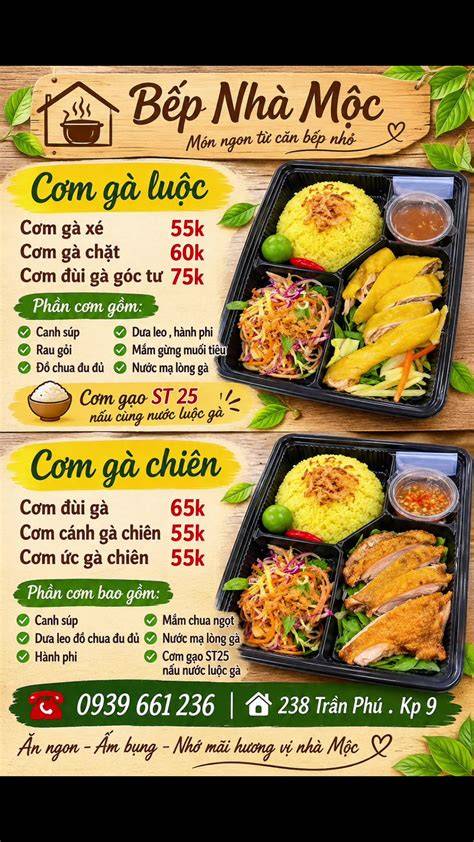 Bếp Nhà Mộc
Món ngon từ căn bếp nhỏ
Cơm gà luộc
Cơm gà xé 55k
Cơm gà chặt 60k
Cơm đùi gà góc tư 75k
Phần cơm gồm:
Canh súp
Rau gỏi
Đồ chua đu đủ
Dưa leo , hành phi
Mắm gừng muối tiêu
Nước mạ lòng gà
Cơm gạo ST 25
nấu cùng nước luộc gà
Cơm gà chiên
Cơm đùi gà 65k
Cơm cánh gà chiên 55k
Cơm ức gà chiên 55k
Phần cơm bao gồm:
Canh súp
Dưa leo đồ chua đu đủ
Hành phi
Mắm chua ngọt
Nước mạ lòng gà
Cơm gạo ST25
nấu nước luộc gà
0939 661 236 | 238 Trần Phú . Kp 9
Ăn ngon - Ấm bụng - Nhớ mãi hương vị nhà Mộc